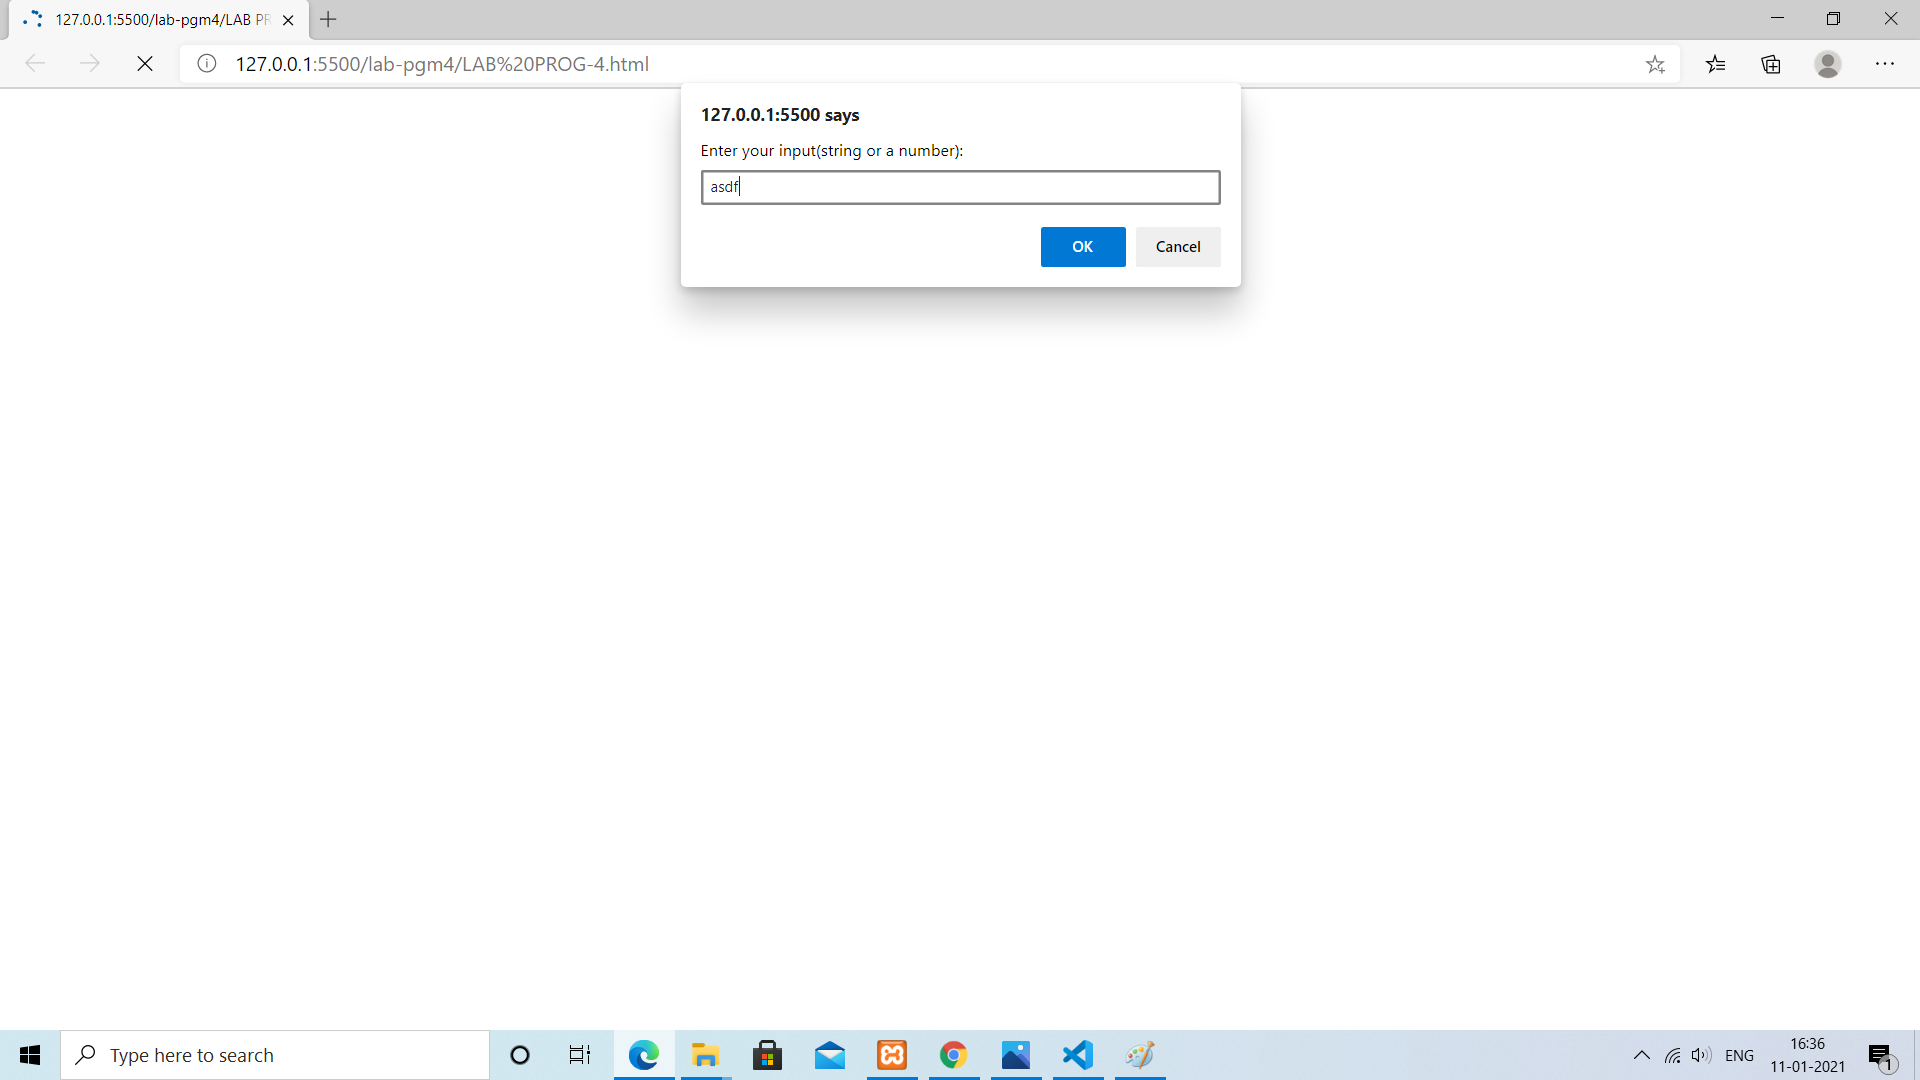 127.0.0.1:5500/lab-pgm4/LAB PR
127.0.0.1:5500/lab-pgm4/LAB%20PROG-4.html
127.0.0.1:5500 says
Enter your input(string or a number):
asdf
OK
Cancel
Type here to search
ENG
16:36
11-01-2021
1